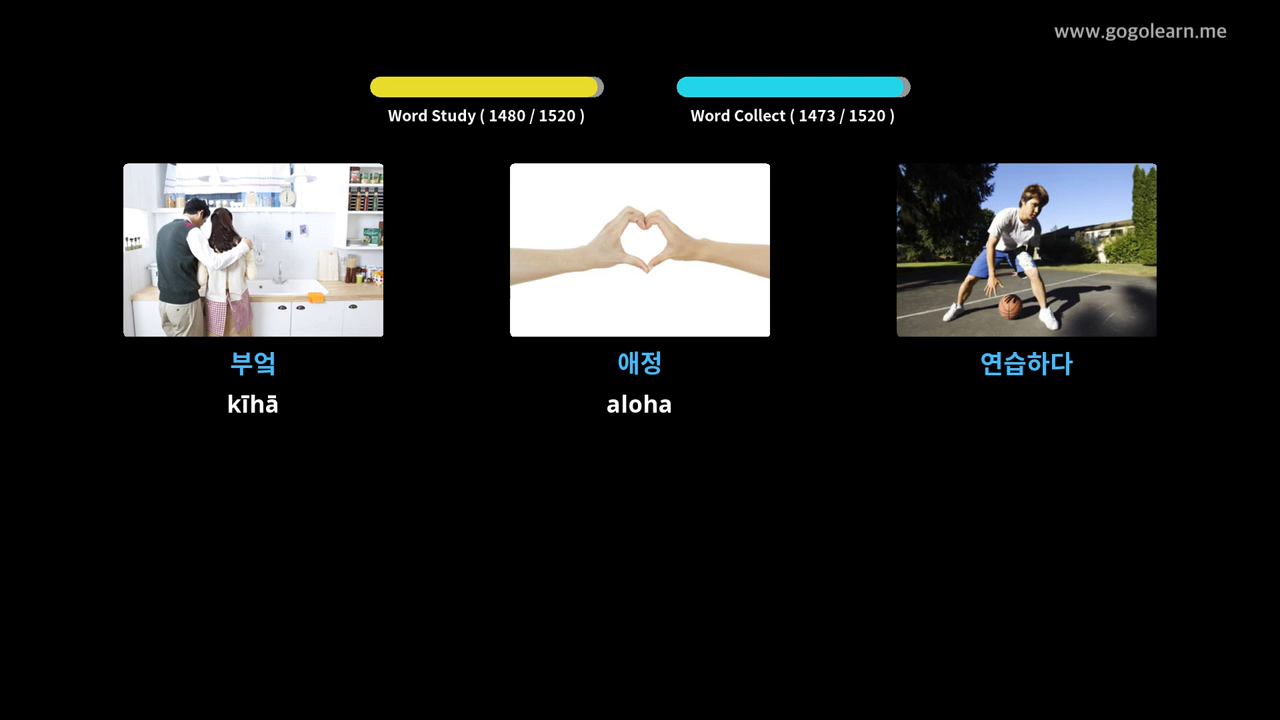 www.gogolearn.me
Word Study ( 1480 / 1520 )
Word Collect ( 1473 / 1520 )
부엌
애정
연습하다
kīhā
aloha